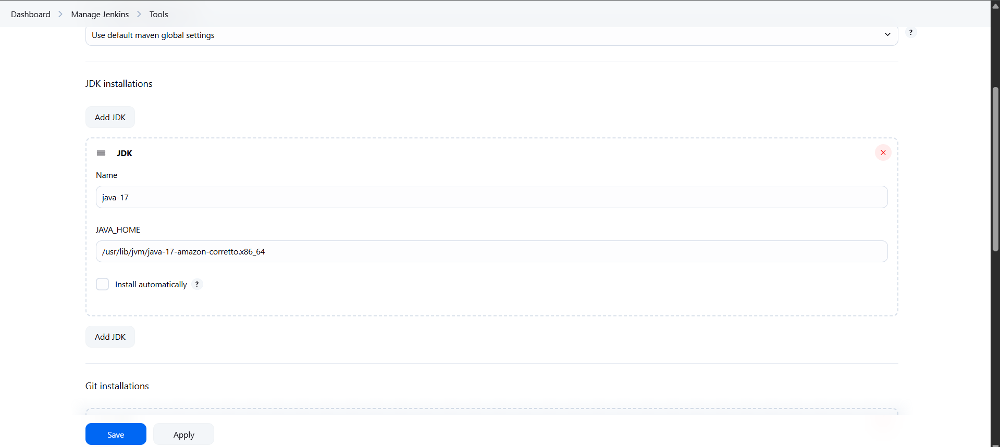 Dashboard > Manage Jenkins > Tools
Use default maven global settings
?
JDK installations
Add JDK
JDK
Name
java-17
JAVA_HOME
/usr/lib/jvm/java-17-amazon-corretto.x86_64
Install automatically ?
Add JDK
Git installations
Save Apply